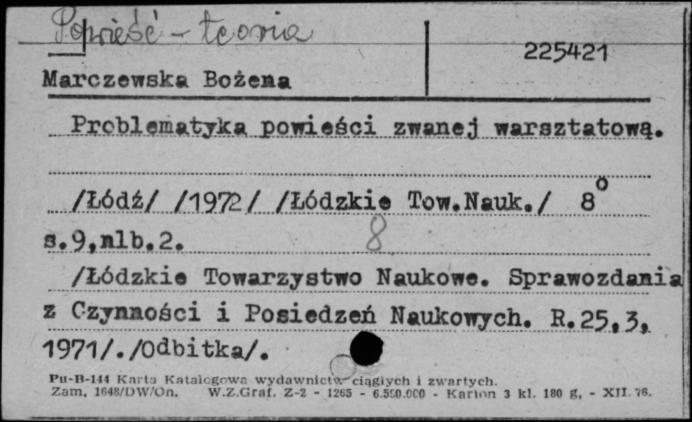 Powieść - teoria
225421
Marczewska Bożena
Problematyka powieści zwanej warsztatową.
/Łódź/ /1972/ /Łódzkie Tow.Nauk./ 8°
s.9,nlb.2. 8
/Łódzkie Towarzystwo Naukowe. Sprawozdania
z Czynności i Posiedzeń Naukowych. R.25,3,
1971/./Odbitka/.
Pu-B-144 Karta Katalogowa wydawnictw ciągłych i zwartych.
Zam. 1648/DW/On. W.Z.Graf. Z-2 - 1265 - 6.550.000 - Karton 3 kl. 180 g, - XII. 76.